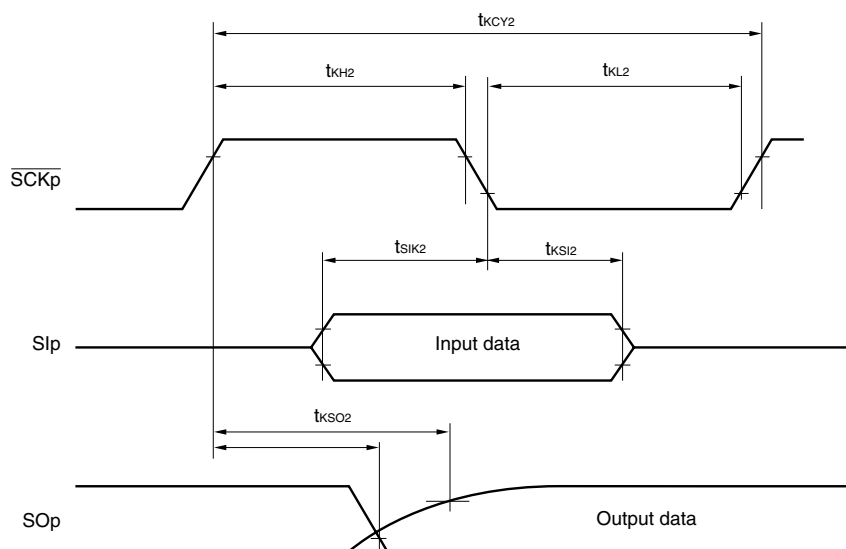 tKCY2
tKH2
tKL2
SCKp
tSIK2
tKSI2
SIp
Input data
tKSO2
SOp
Output data